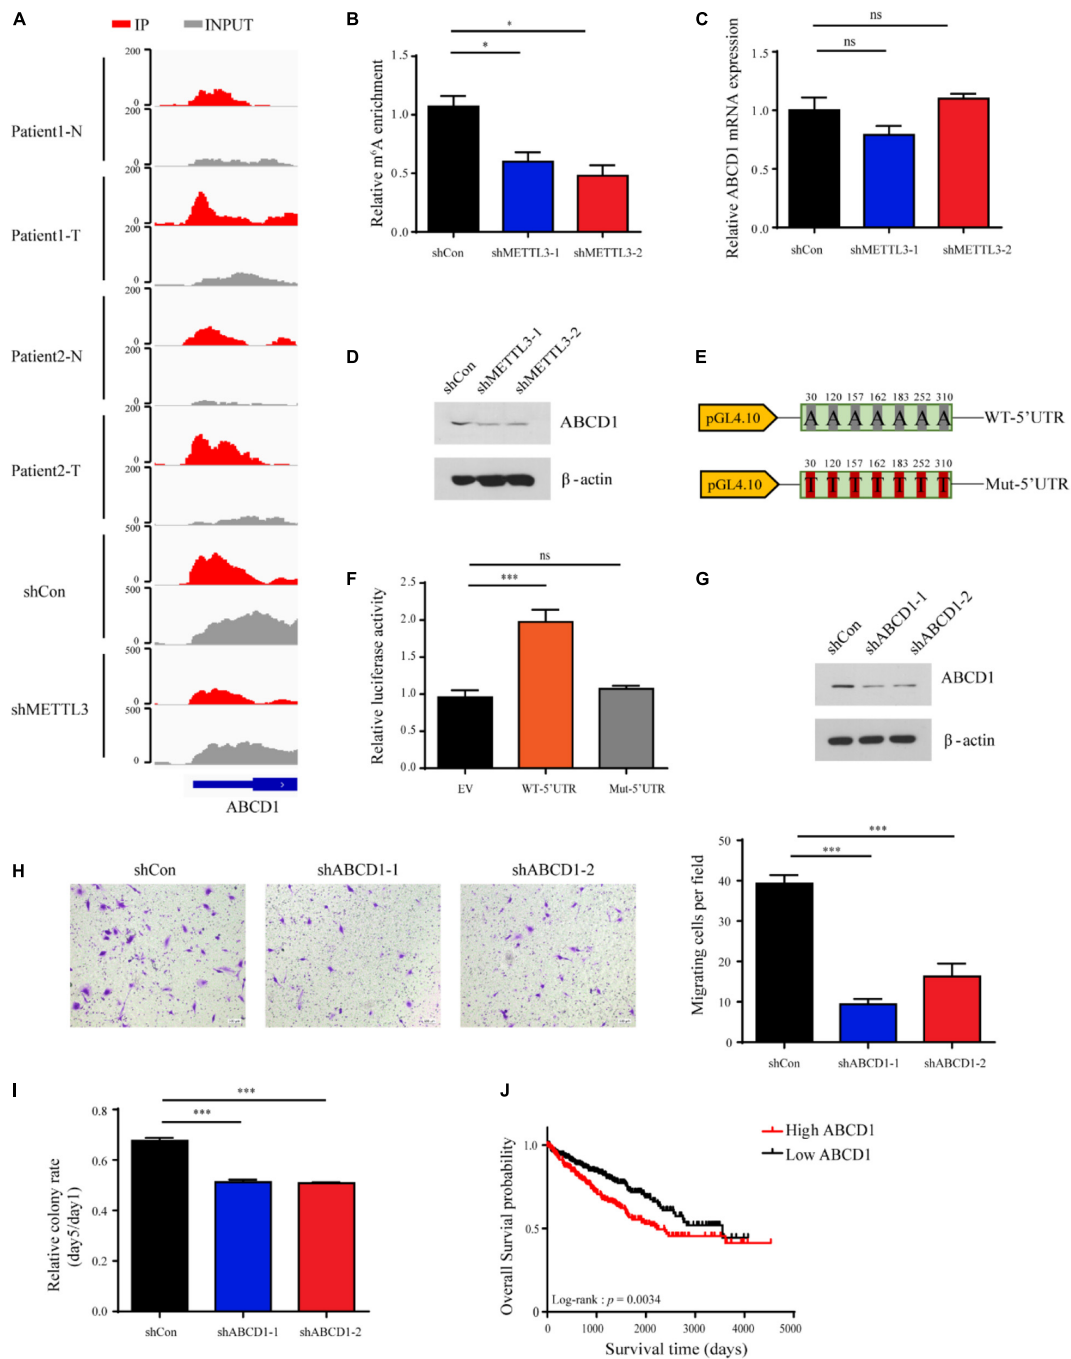 A
IP INPUT
200
0
200
0
Patient1-N
200
0
200
0
Patient1-T
200
0
200
0
Patient2-N
200
0
200
0
Patient2-T
500
0
500
0
shCon
500
0
500
0
shMETTL3
ABCD1
B
Relative m⁶A enrichment
1.5
1.0
0.5
0.0
*
*
shCon shMETTL3-1 shMETTL3-2
C
Relative ABCD1 mRNA expression
1.5
1.0
0.5
0.0
ns
ns
shCon shMETTL3-1 shMETTL3-2
D
shCon shMETTL3-1 shMETTL3-2
ABCD1
β-actin
E
30 120 157 162 183 252 310
pGL4.10 A A A A A A A WT-5’UTR
30 120 157 162 183 252 310
pGL4.10 T T T T T T T Mut-5’UTR
F
Relative luciferase activity
2.5
2.0
1.5
1.0
0.5
0.0
ns
***
EV WT-5’UTR Mut-5’UTR
G
shCon shABCD1-1 shABCD1-2
ABCD1
β-actin
H
shCon shABCD1-1 shABCD1-2
Migrating cells per field
50
40
30
20
10
0
***
***
shCon shABCD1-1 shABCD1-2
I
Relative colony rate
(day5/day1)
0.8
0.6
0.4
0.2
0.0
***
***
shCon shABCD1-1 shABCD1-2
J
Overall Survial probability
1.0
0.5
0
High ABCD1
Low ABCD1
Log-rank : p = 0.0034
0 1000 2000 3000 4000 5000
Survival time (days)